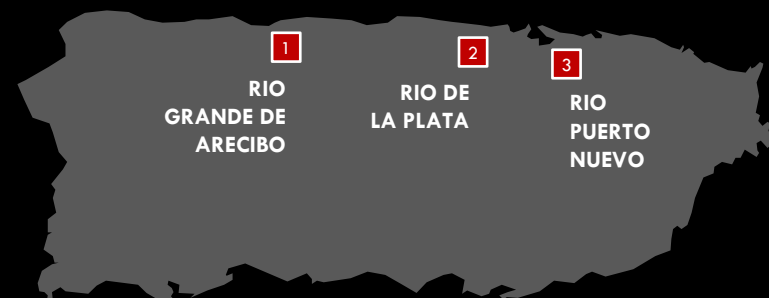 1
RIO
GRANDE DE
ARECIBO
2
RIO DE
LA PLATA
3
RIO
PUERTO
NUEVO